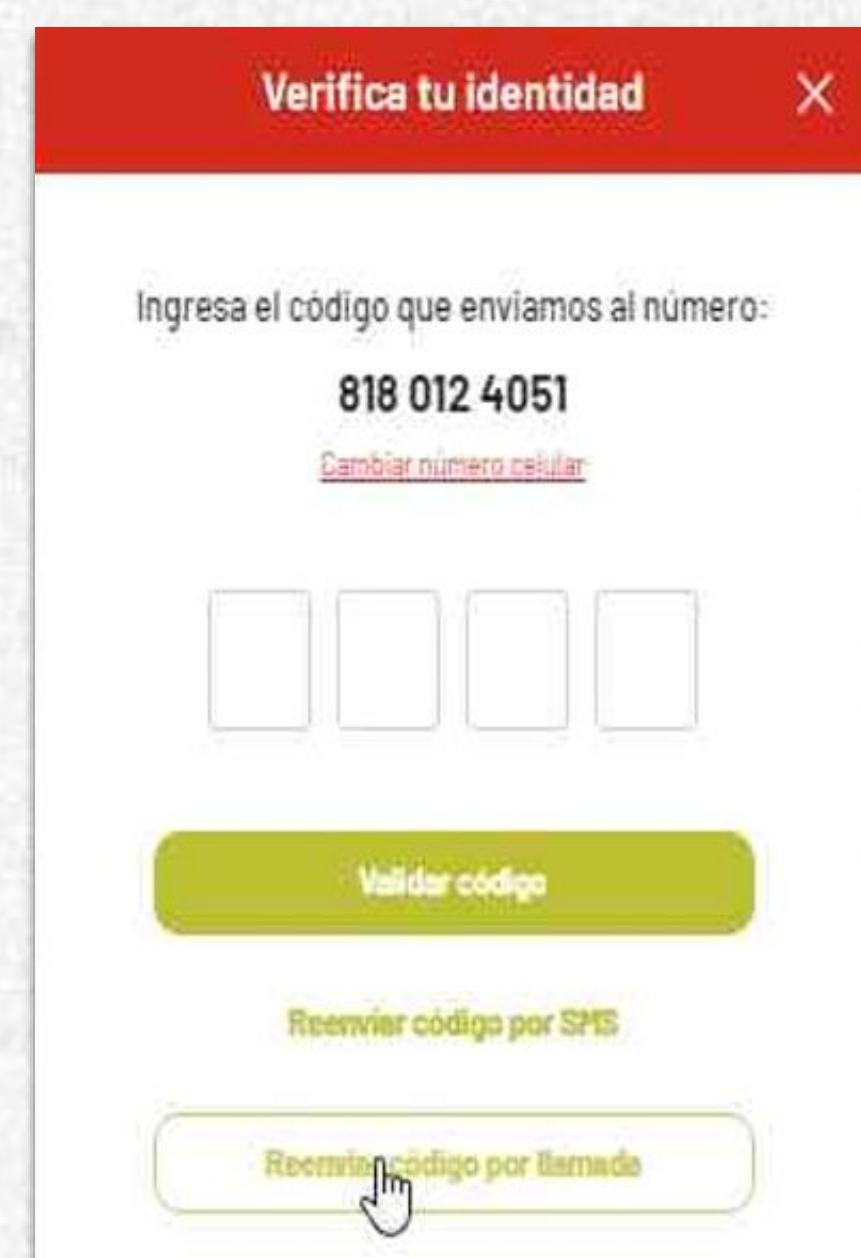 Verifica tu identidad
Ingresa el código que enviamos al número:
818 012 4051
Cambiar número celular
Validar código
Reenviar código por SMS
Reenviar código por llamada